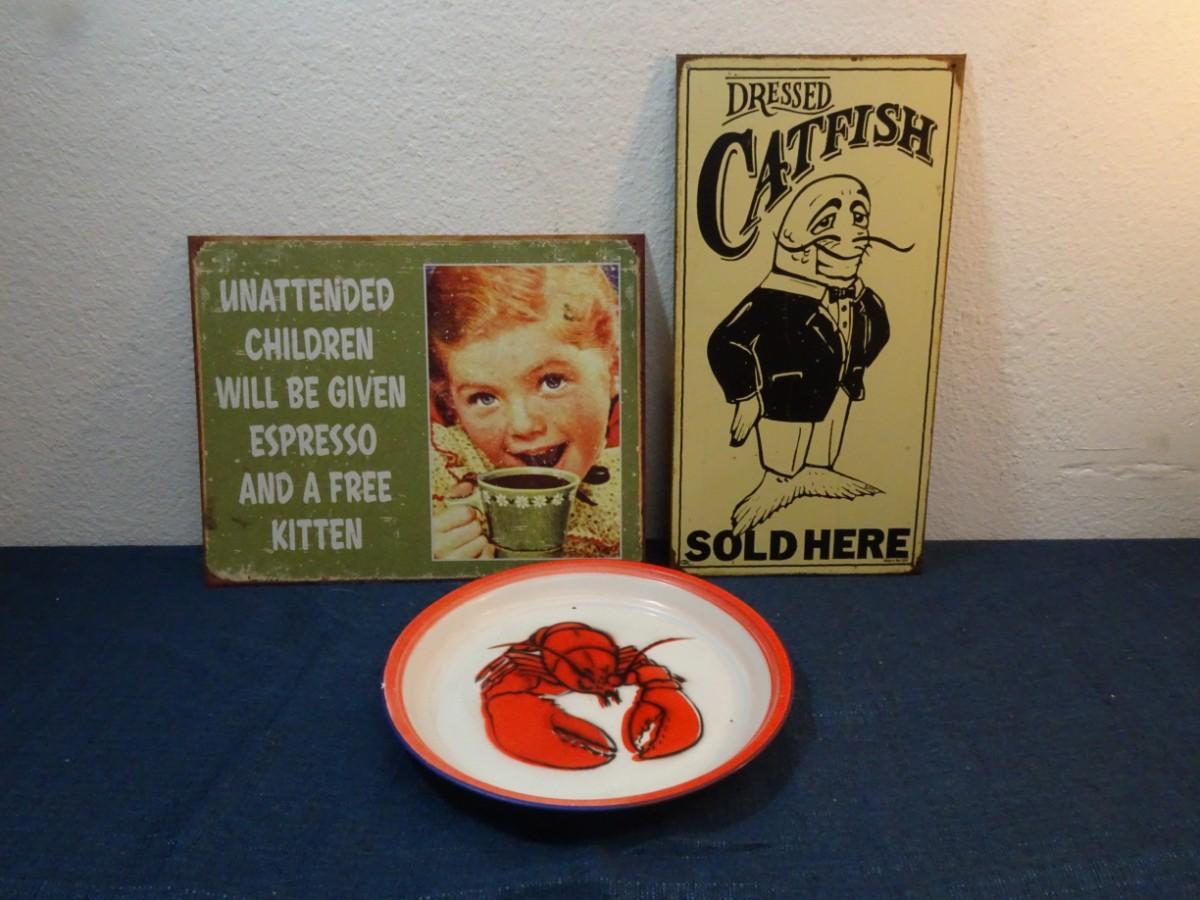 UNATTENDED
CHILDREN
WILL BE GIVEN
ESPRESSO
AND A FREE
KITTEN
DRESSED
CATFISH
SOLD HERE